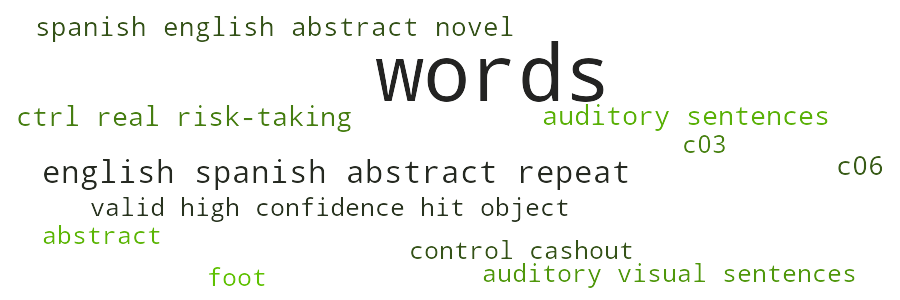 spanish english abstract novel
words
ctrl real risk-taking
auditory sentences
c03
c06
english spanish abstract repeat
valid high confidence hit object
abstract
control cashout
foot
auditory visual sentences